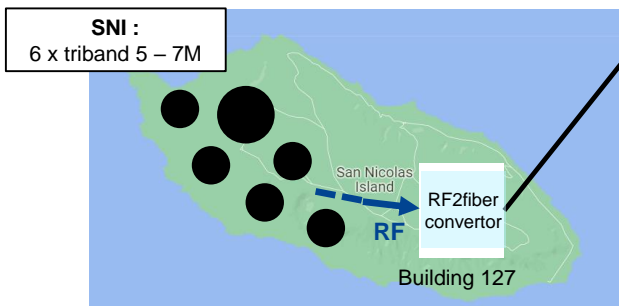 SNI :
6 x triband 5 – 7M
San Nicolas
Island
RF
RF2fiber
convertor
Building 127